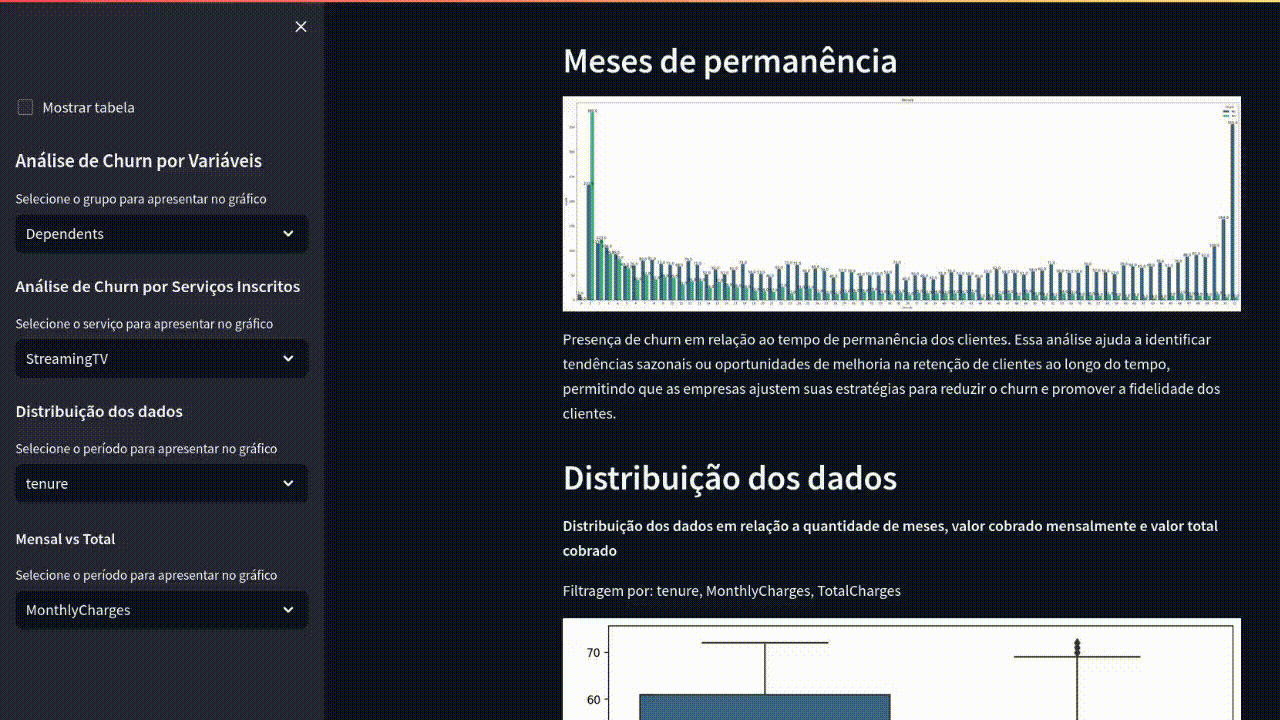 Mostrar tabela
Análise de Churn por Variáveis
Selecione o grupo para apresentar no gráfico
Dependents
Análise de Churn por Serviços Inscritos
Selecione o serviço para apresentar no gráfico
StreamingTV
Distribuição dos dados
Selecione o período para apresentar no gráfico
tenure
Mensal vs Total
Selecione o período para apresentar no gráfico
MonthlyCharges
Meses de permanência
Presença de churn em relação ao tempo de permanência dos clientes. Essa análise ajuda a identificar
tendências sazonais ou oportunidades de melhoria na retenção de clientes ao longo do tempo,
permitindo que as empresas ajustem suas estratégias para reduzir o churn e promover a fidelidade dos
clientes.
Distribuição dos dados
Distribuição dos dados em relação a quantidade de meses, valor cobrado mensalmente e valor total
cobrado
Filtragem por: tenure, MonthlyCharges, TotalCharges
70
60